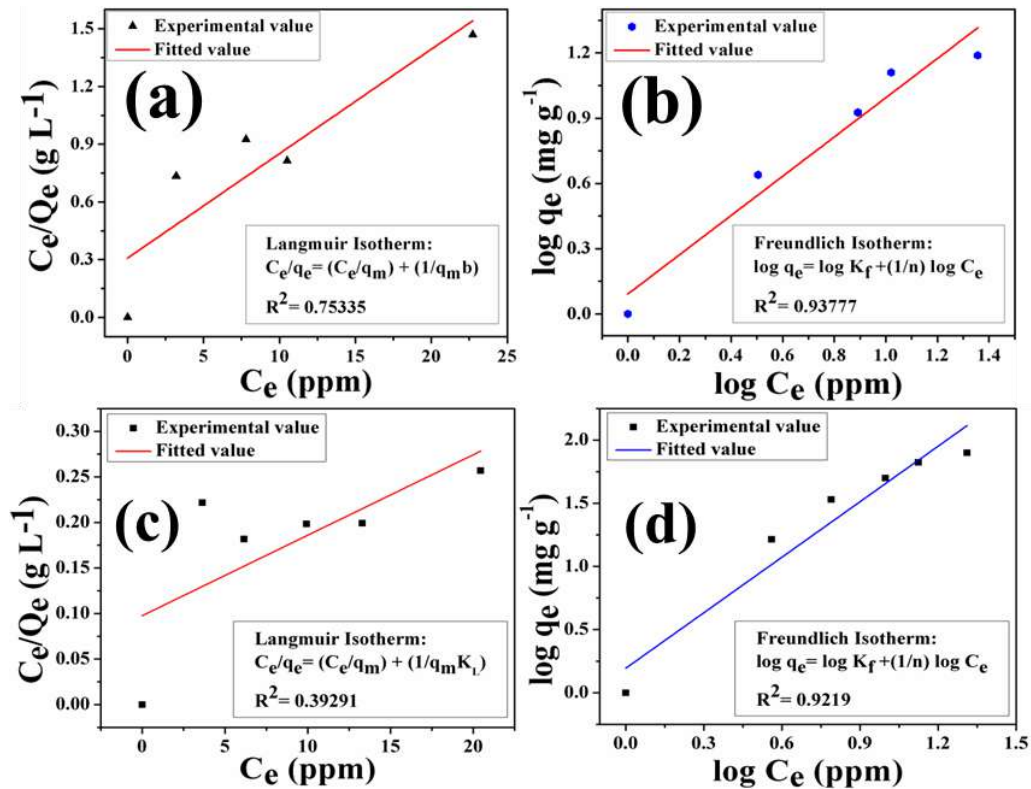 Experimental value
Fitted value
(a)
Cₑ/Qₑ (g L⁻¹)
1.5
1.2
0.9
0.6
0.3
0.0
Langmuir Isotherm:
Cₑ/qₑ= (Cₑ/qₘ) + (1/qₘb)
R²= 0.75335
0 5 10 15 20 25
Cₑ (ppm)
Experimental value
Fitted value
(b)
log qₑ (mg g⁻¹)
1.2
0.9
0.6
0.3
0.0
Freundlich Isotherm:
log qₑ= log K_f +(1/n) log Cₑ
R²= 0.93777
0.0 0.2 0.4 0.6 0.8 1.0 1.2 1.4
log Cₑ (ppm)
Experimental value
Fitted value
(c)
Cₑ/Qₑ (g L⁻¹)
0.30
0.25
0.20
0.15
0.10
0.05
0.00
Langmuir Isotherm:
Cₑ/qₑ= (Cₑ/qₘ) + (1/qₘK_L)
R²= 0.39291
0 5 10 15 20
Cₑ (ppm)
Experimental value
Fitted value
(d)
log qₑ (mg g⁻¹)
2.0
1.5
1.0
0.5
0.0
Freundlich Isotherm:
log qₑ= log K_f +(1/n) log Cₑ
R²= 0.9219
0.0 0.3 0.6 0.9 1.2 1.5
log Cₑ (ppm)